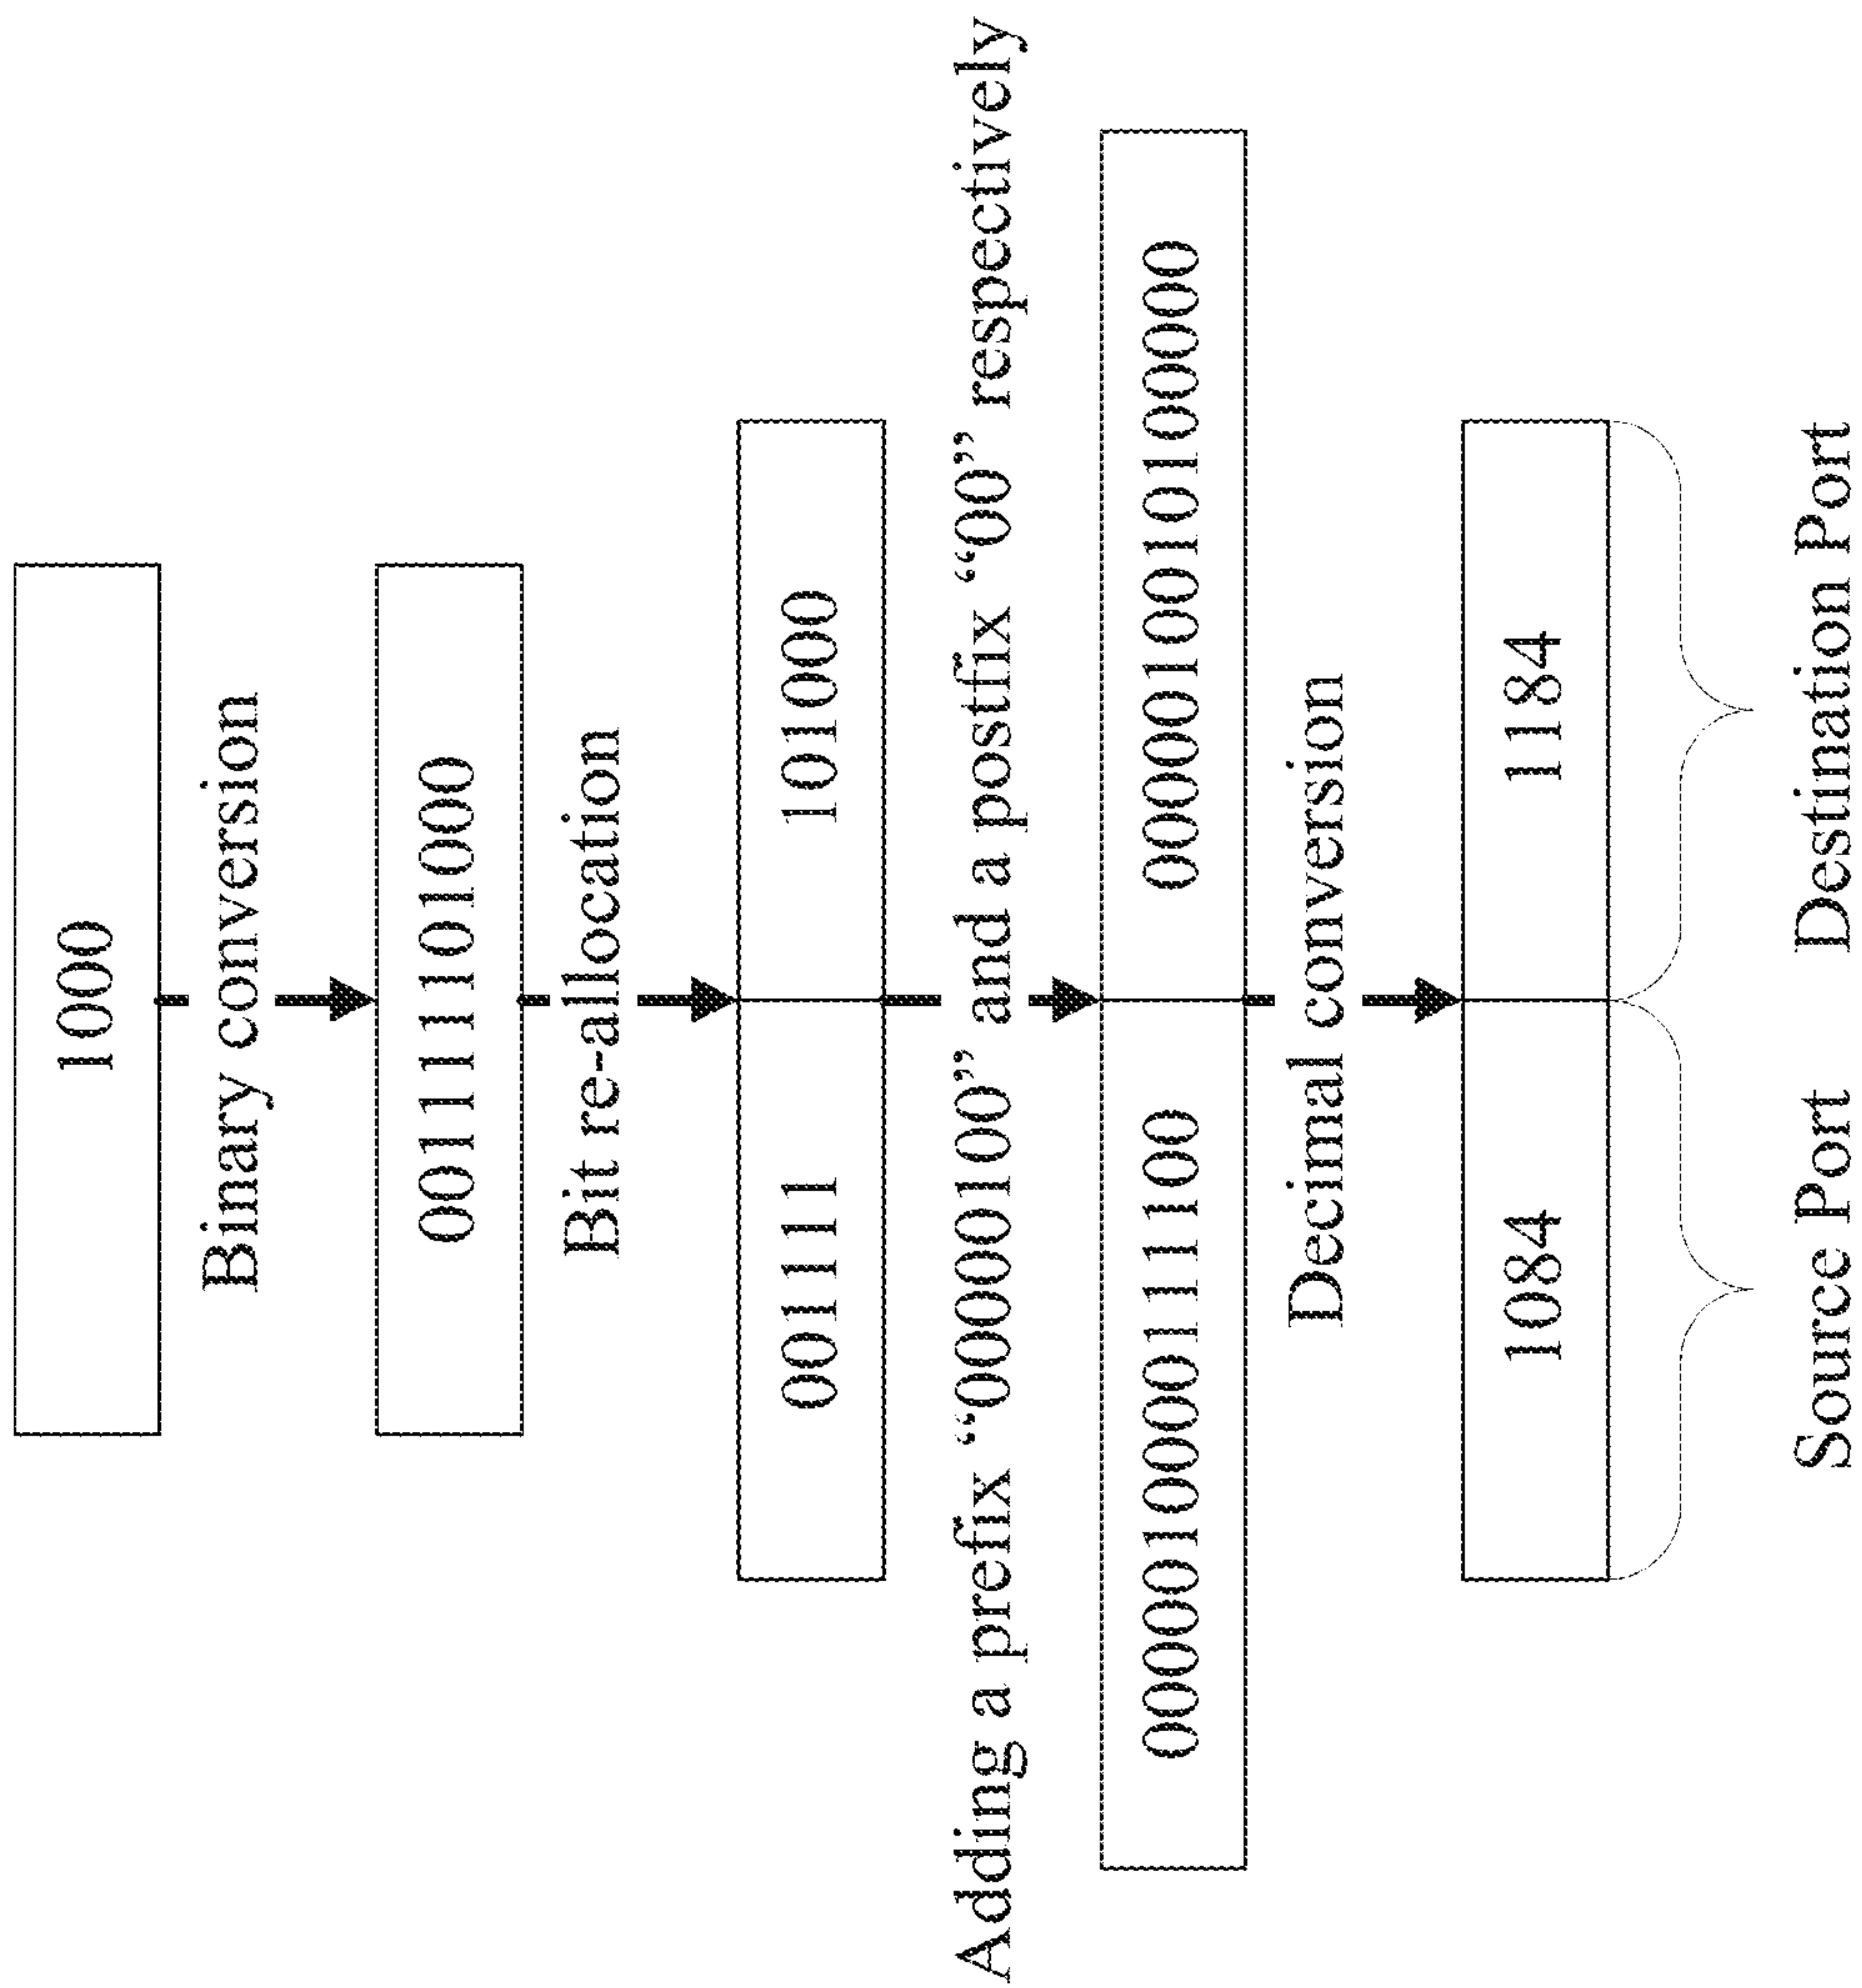 1000
Binary conversion
001111101000
Bit re-allocation
001111 101000
Adding a prefix “00000100” and a postfix “00” respectively
0000010000111100 0000010010100000
Decimal conversion
1084 1184
Source Port Destination Port